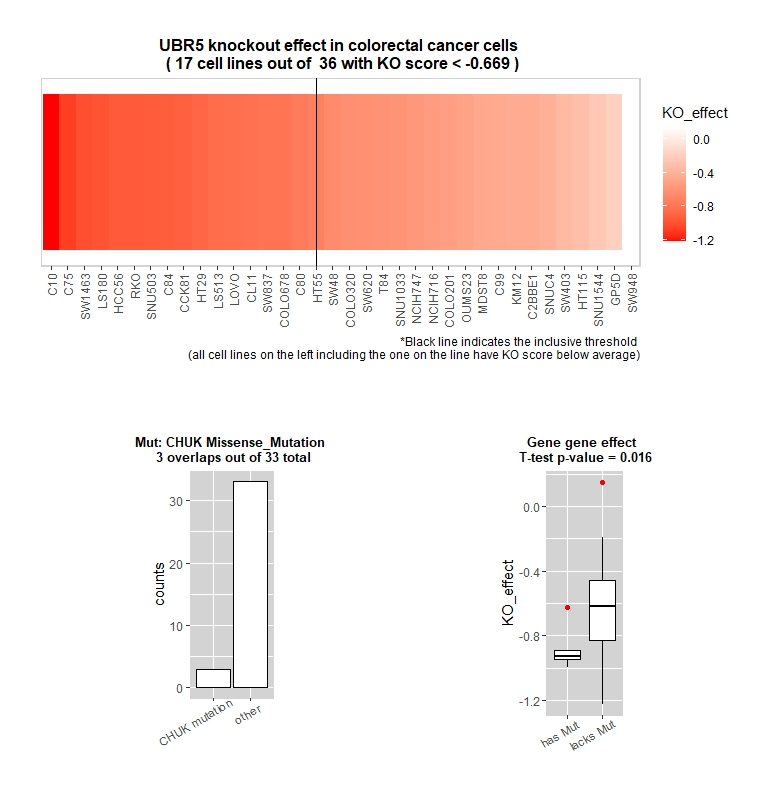 UBR5 knockout effect in colorectal cancer cells
( 17 cell lines out of  36 with KO score < -0.669 )
KO_effect
0.0
-0.4
-0.8
-1.2
C10
C75
SW1463
LS180
HCC56
RKO
SNU503
C84
CCK81
HT29
LS513
LOVO
CL11
SW837
COLO678
C80
HT55
SW48
COLO320
SW620
T84
SNU1033
NCIH747
NCIH716
COLO201
OUMS23
MDST8
C99
KM12
C2BBE1
SNUC4
SW403
HT115
SNU1544
GP5D
SW948
*Black line indicates the inclusive threshold
(all cell lines on the left including the one on the line have KO score below average)
Mut: CHUK Missense_Mutation
3 overlaps out of 33 total
counts
30
20
10
0
CHUK mutation
other
Gene gene effect
T-test p-value = 0.016
KO_effect
0.0
-0.4
-0.8
-1.2
has Mut
lacks Mut